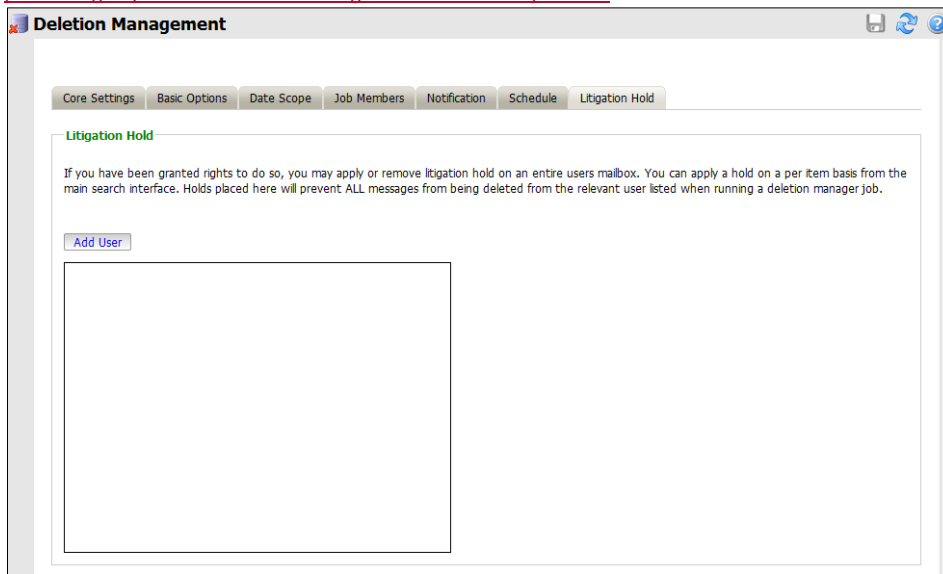 Deletion Management
Core Settings Basic Options Date Scope Job Members Notification Schedule Litigation Hold
Litigation Hold
If you have been granted rights to do so, you may apply or remove litigation hold on an entire users mailbox. You can apply a hold on a per item basis from the
main search interface. Holds placed here will prevent ALL messages from being deleted from the relevant user listed when running a deletion manager job.
Add User